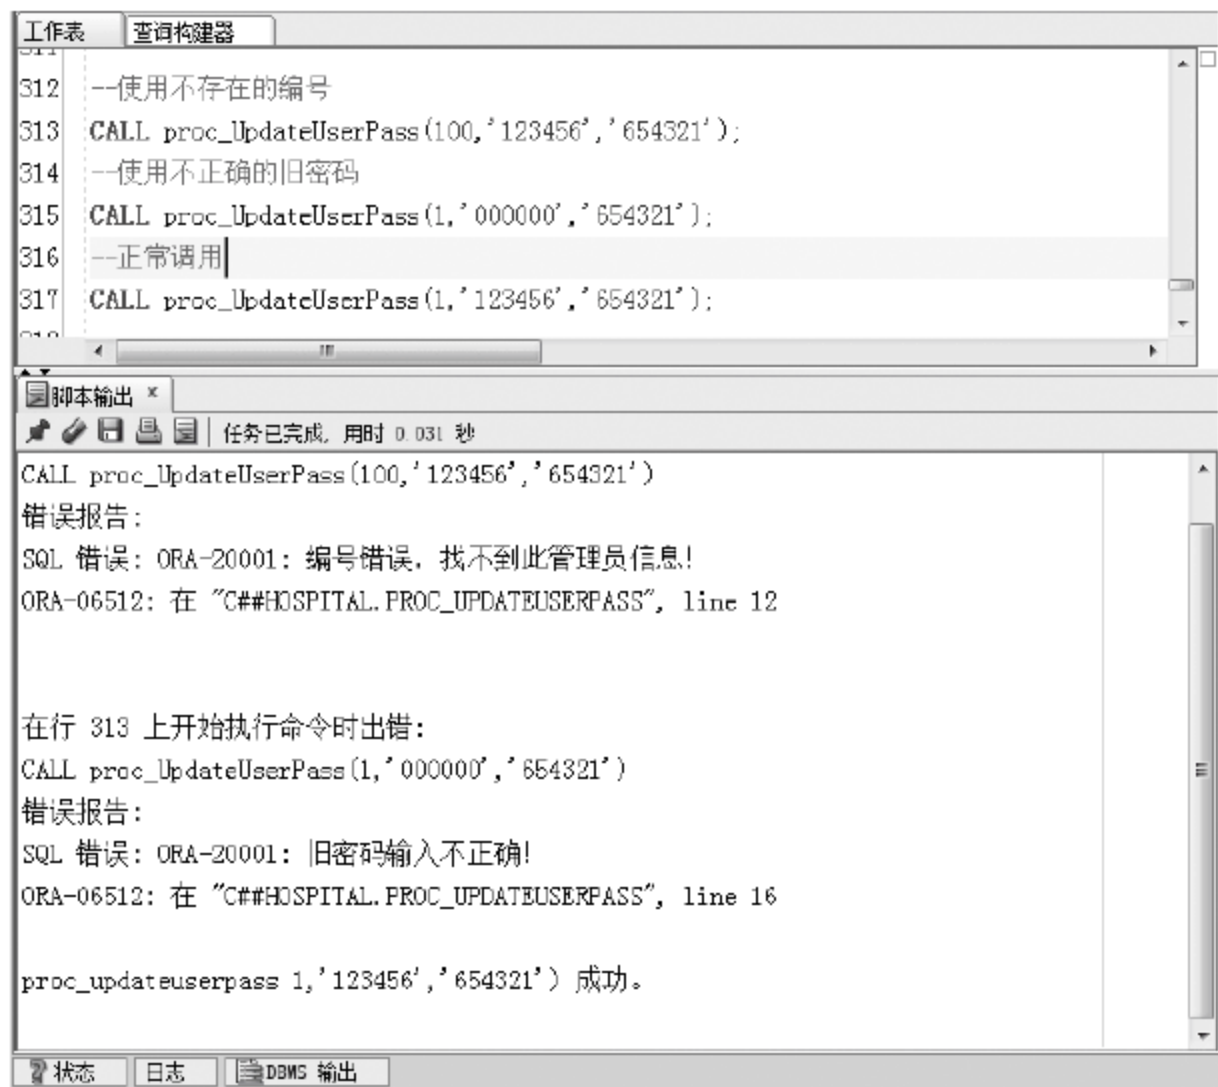 工作表 查询构建器
312 --使用不存在的编号
313 CALL proc_UpdateUserPass(100,'123456','654321');
314 --使用不正确的旧密码
315 CALL proc_UpdateUserPass(1,'000000','654321');
316 --正常调用
317 CALL proc_UpdateUserPass(1,'123456','654321');
脚本输出 ×
任务已完成, 用时 0.031 秒
CALL proc_UpdateUserPass(100,'123456','654321')
错误报告:
SQL 错误: ORA-20001: 编号错误，找不到此管理员信息!
ORA-06512: 在 "C##HOSPITAL.PROC_UPDATEUSERPASS", line 12
在行 313 上开始执行命令时出错:
CALL proc_UpdateUserPass(1,'000000','654321')
错误报告:
SQL 错误: ORA-20001: 旧密码输入不正确!
ORA-06512: 在 "C##HOSPITAL.PROC_UPDATEUSERPASS", line 16
proc_updateuserpass 1,'123456','654321') 成功。
状态 日志 DBMS 输出